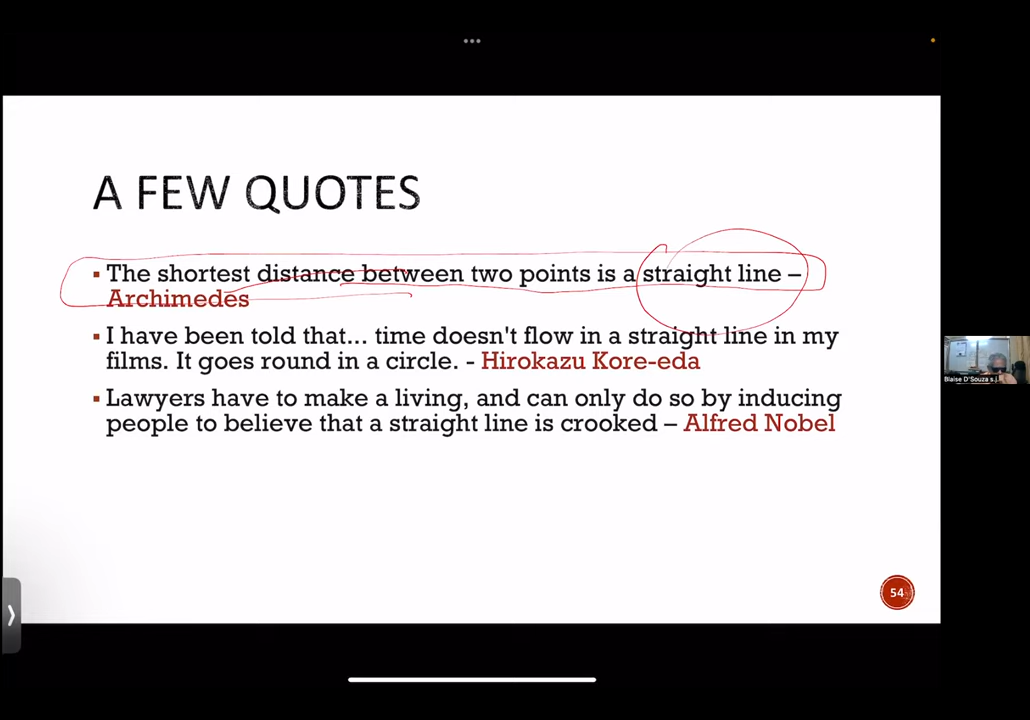 A FEW QUOTES
▪ The shortest distance between two points is a straight line –
Archimedes
▪ I have been told that... time doesn't flow in a straight line in my
films. It goes round in a circle. - Hirokazu Kore-eda
▪ Lawyers have to make a living, and can only do so by inducing
people to believe that a straight line is crooked – Alfred Nobel
54
Blaise D'Souza s.j.